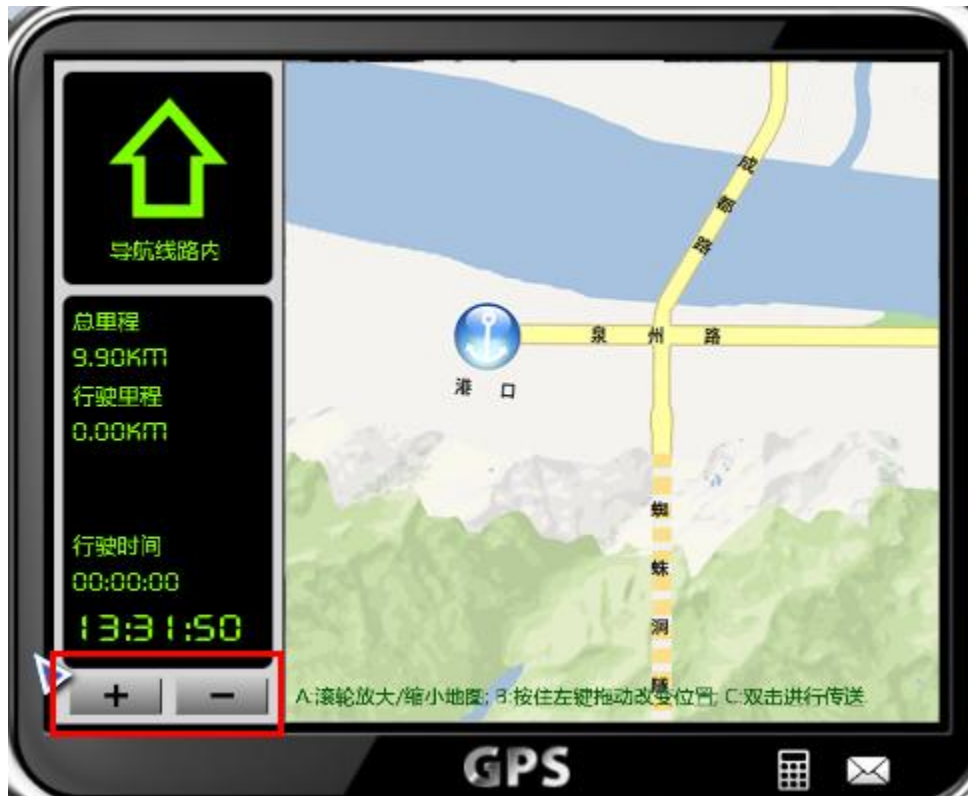 导航线路内
总里程
9.90KM
行驶里程
0.00KM
行驶时间
00:00:00
13:31:50
+ −
成都路
泉州路
港口
蜘蛛洞隧
A:滚轮放大/缩小地图; B:按住左键拖动改变位置; C:双击进行传送
GPS